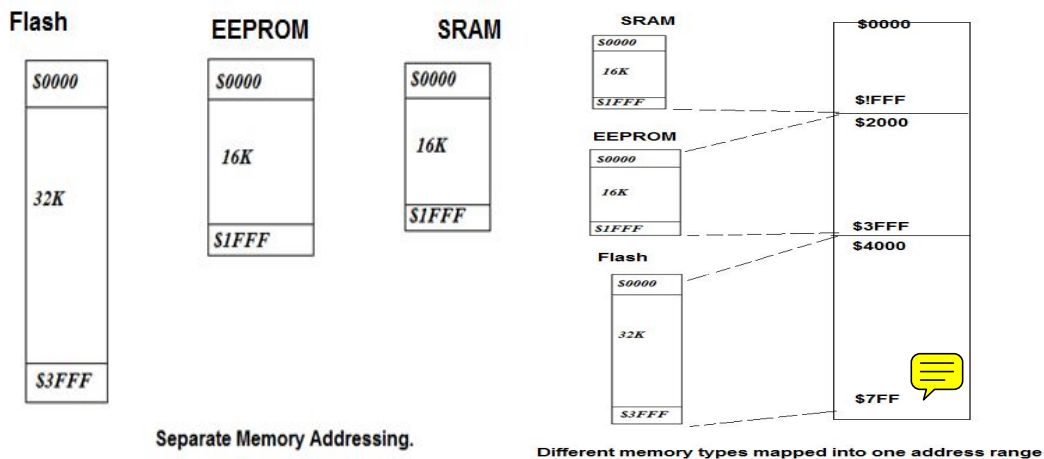 Flash
EEPROM
SRAM
$0000
32K
$3FFF
$0000
16K
$1FFF
$0000
16K
$1FFF
Separate Memory Addressing.
SRAM
$0000
16K
$1FFF
EEPROM
$0000
16K
$1FFF
Flash
$0000
32K
$3FFF
$0000
$!FFF
$2000
$3FFF
$4000
$7FF
Different memory types mapped into one address range